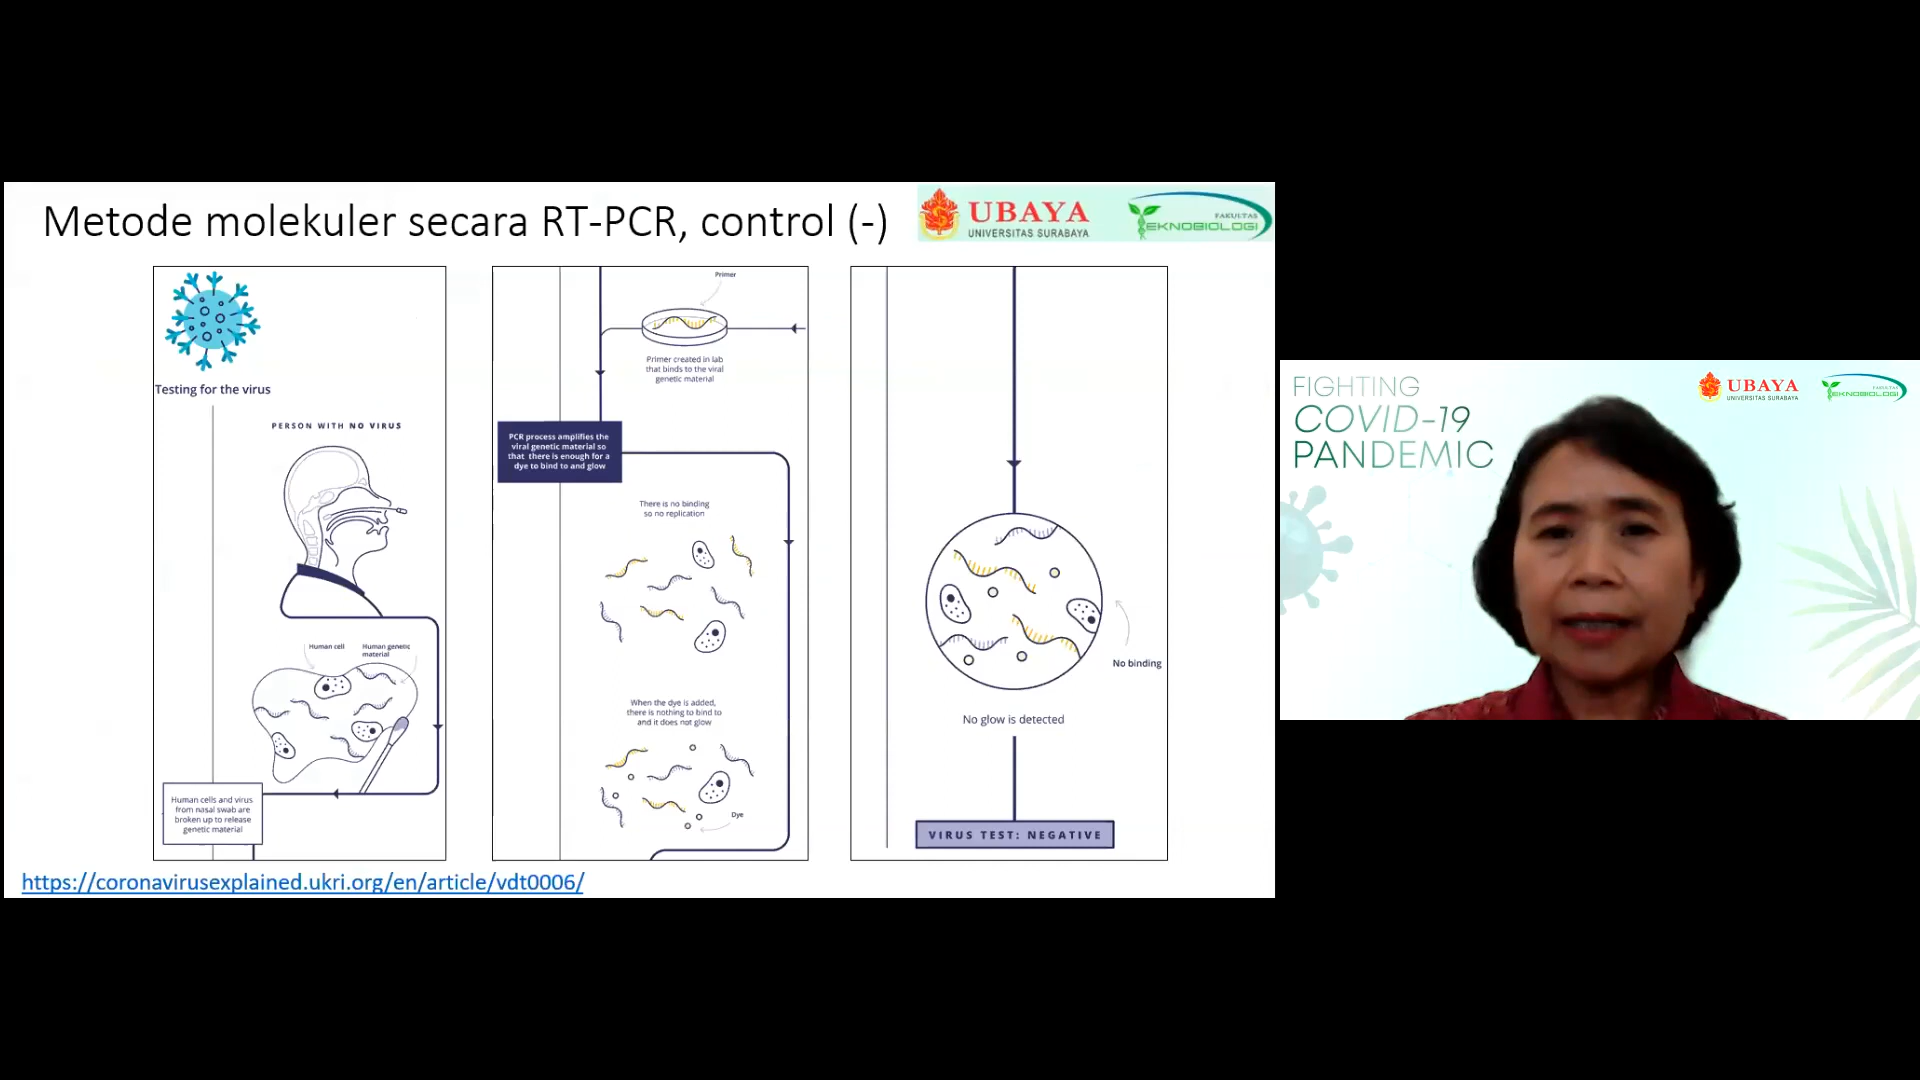 Metode molekuler secara RT-PCR, control (-)
UBAYA
UNIVERSITAS SURABAYA
FAKULTAS
TEKNOBIOLOGI
Testing for the virus
PERSON WITH NO VIRUS
Human cell
Human genetic
material
Human cells and virus
from nasal swab are
broken up to release
genetic material
Primer
Primer created in lab
that binds to the viral
genetic material
PCR process amplifies the
viral genetic material so
that there is enough for a
dye to bind to and glow
There is no binding
so no replication
When the dye is added,
there is nothing to bind to
and it does not glow
Dye
No binding
No glow is detected
VIRUS TEST: NEGATIVE
https://coronavirusexplained.ukri.org/en/article/vdt0006/
FIGHTING
COVID-19
PANDEMIC
UBAYA
UNIVERSITAS SURABAYA
FAKULTAS
TEKNOBIOLOGI